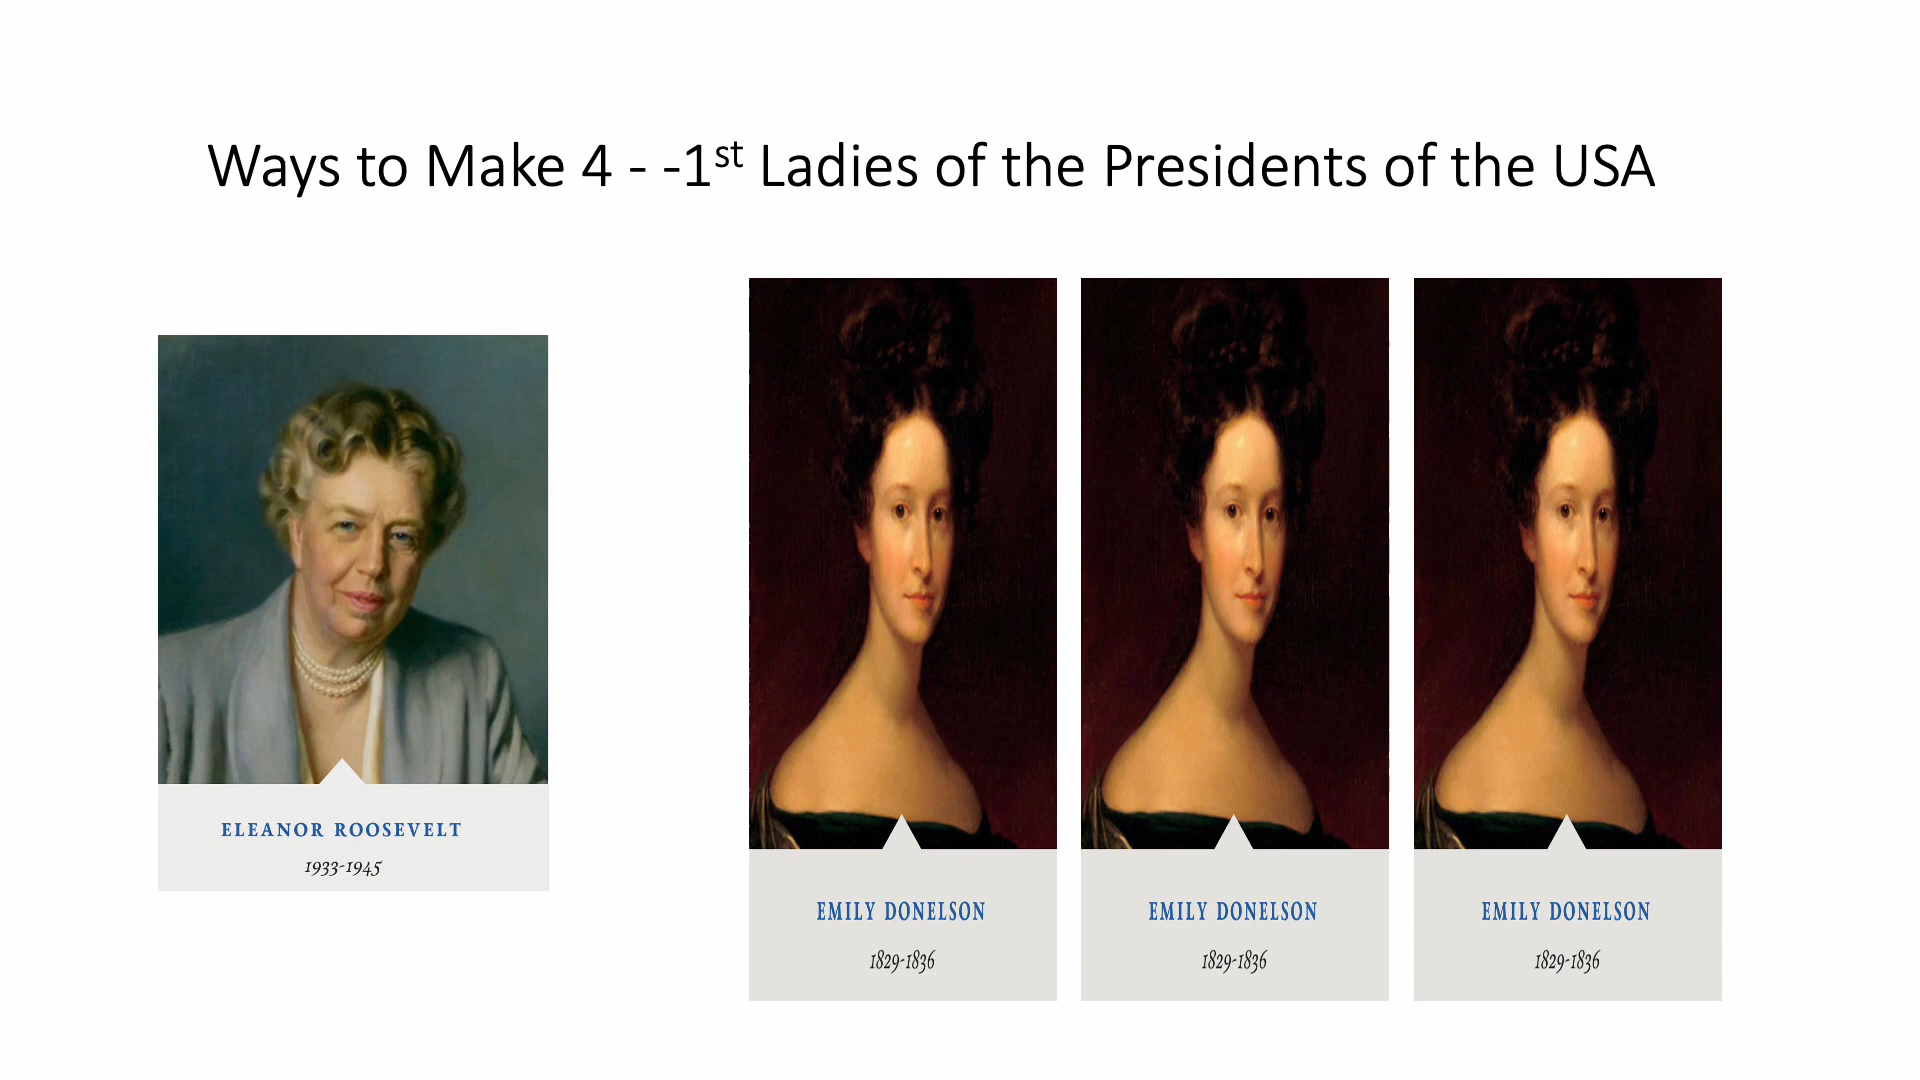 Ways to Make 4 - -1st Ladies of the Presidents of the USA
ELEANOR ROOSEVELT
1933-1945
EMILY DONELSON
1829-1836
EMILY DONELSON
1829-1836
EMILY DONELSON
1829-1836